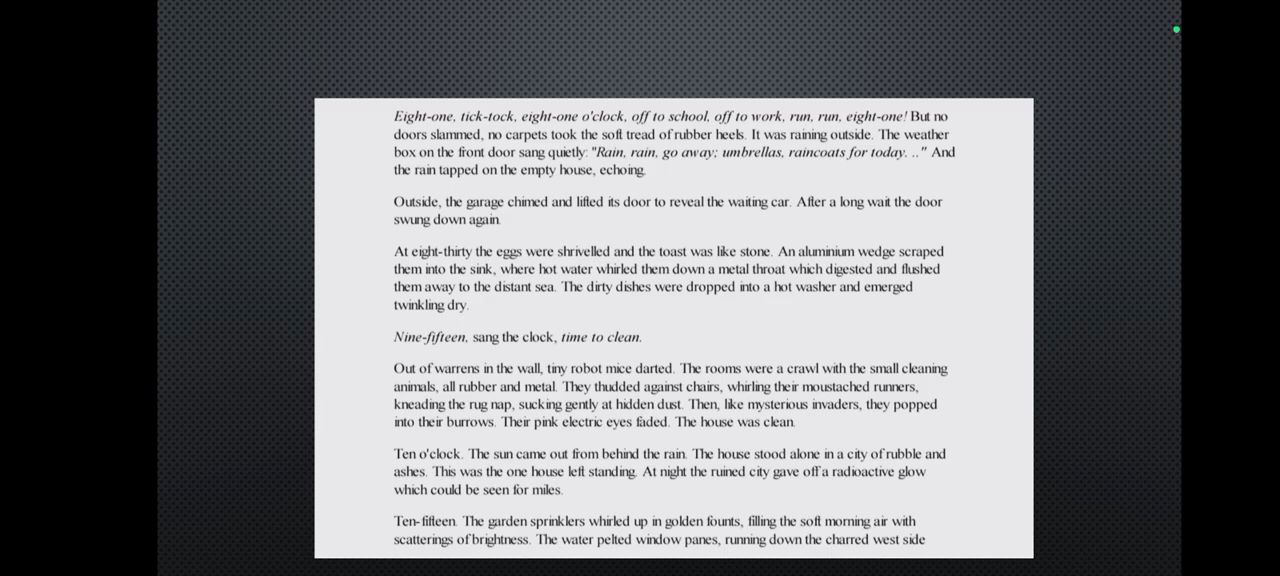 Eight-one, tick-tock, eight-one o'clock, off to school, off to work, run, run, eight-one! But no
doors slammed, no carpets took the soft tread of rubber heels. It was raining outside. The weather
box on the front door sang quietly: "Rain, rain, go away; umbrellas, raincoats for today. .." And
the rain tapped on the empty house, echoing.
Outside, the garage chimed and lifted its door to reveal the waiting car. After a long wait the door
swung down again.
At eight-thirty the eggs were shrivelled and the toast was like stone. An aluminium wedge scraped
them into the sink, where hot water whirled them down a metal throat which digested and flushed
them away to the distant sea. The dirty dishes were dropped into a hot washer and emerged
twinkling dry.
Nine-fifteen, sang the clock, time to clean.
Out of warrens in the wall, tiny robot mice darted. The rooms were a crawl with the small cleaning
animals, all rubber and metal. They thudded against chairs, whirling their moustached runners,
kneading the rug nap, sucking gently at hidden dust. Then, like mysterious invaders, they popped
into their burrows. Their pink electric eyes faded. The house was clean.
Ten o'clock. The sun came out from behind the rain. The house stood alone in a city of rubble and
ashes. This was the one house left standing. At night the ruined city gave off a radioactive glow
which could be seen for miles.
Ten-fifteen. The garden sprinklers whirled up in golden founts, filling the soft morning air with
scatterings of brightness. The water pelted window panes, running down the charred west side